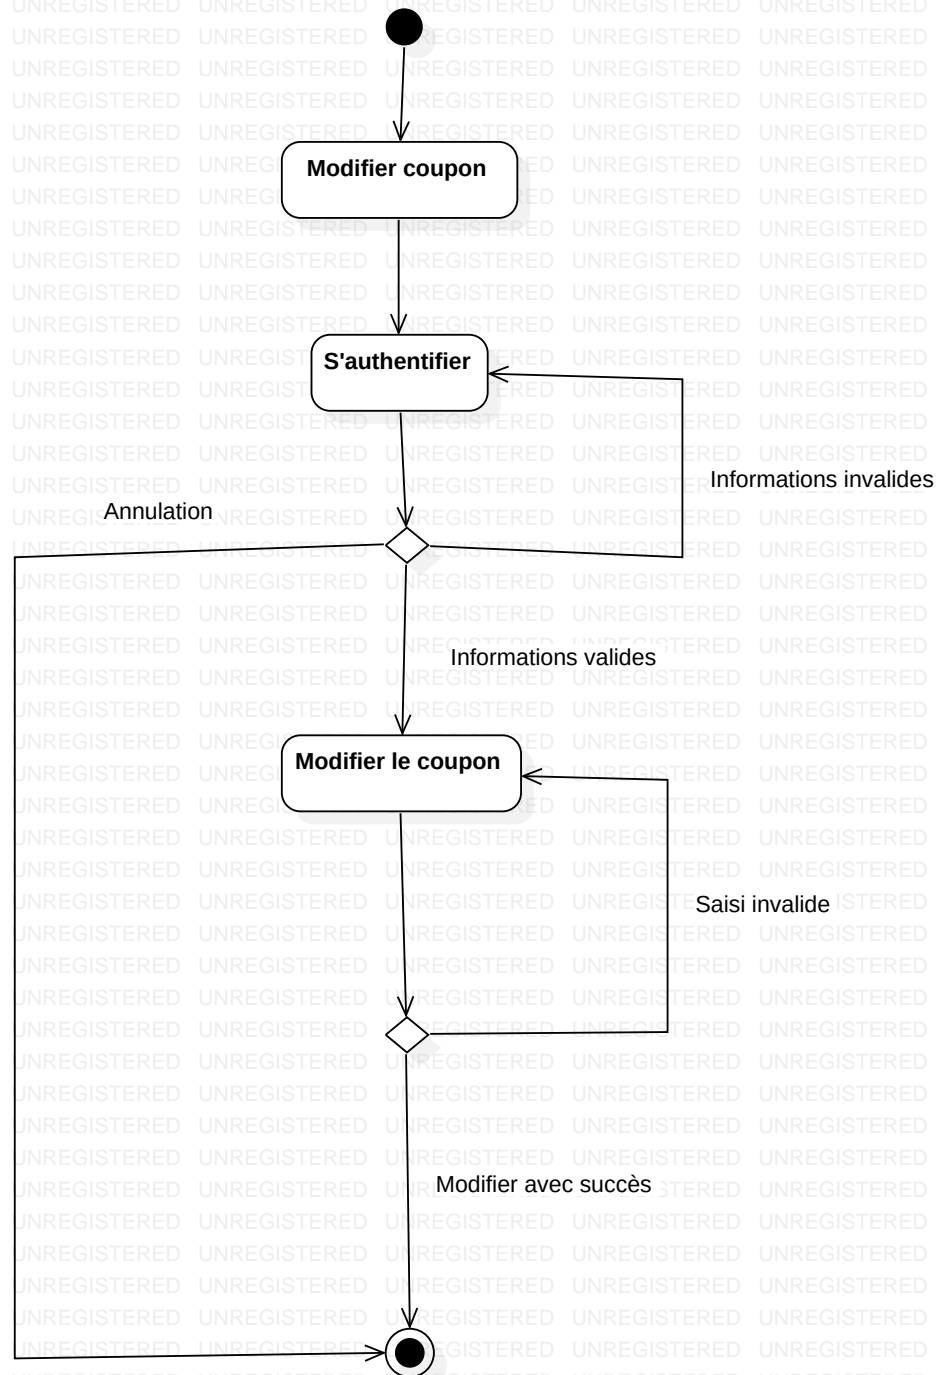 Modifier coupon
S'authentifier
Informations invalides
Annulation
Informations valides
Modifier le coupon
Saisi invalide
Modifier avec succès
UNREGISTERED